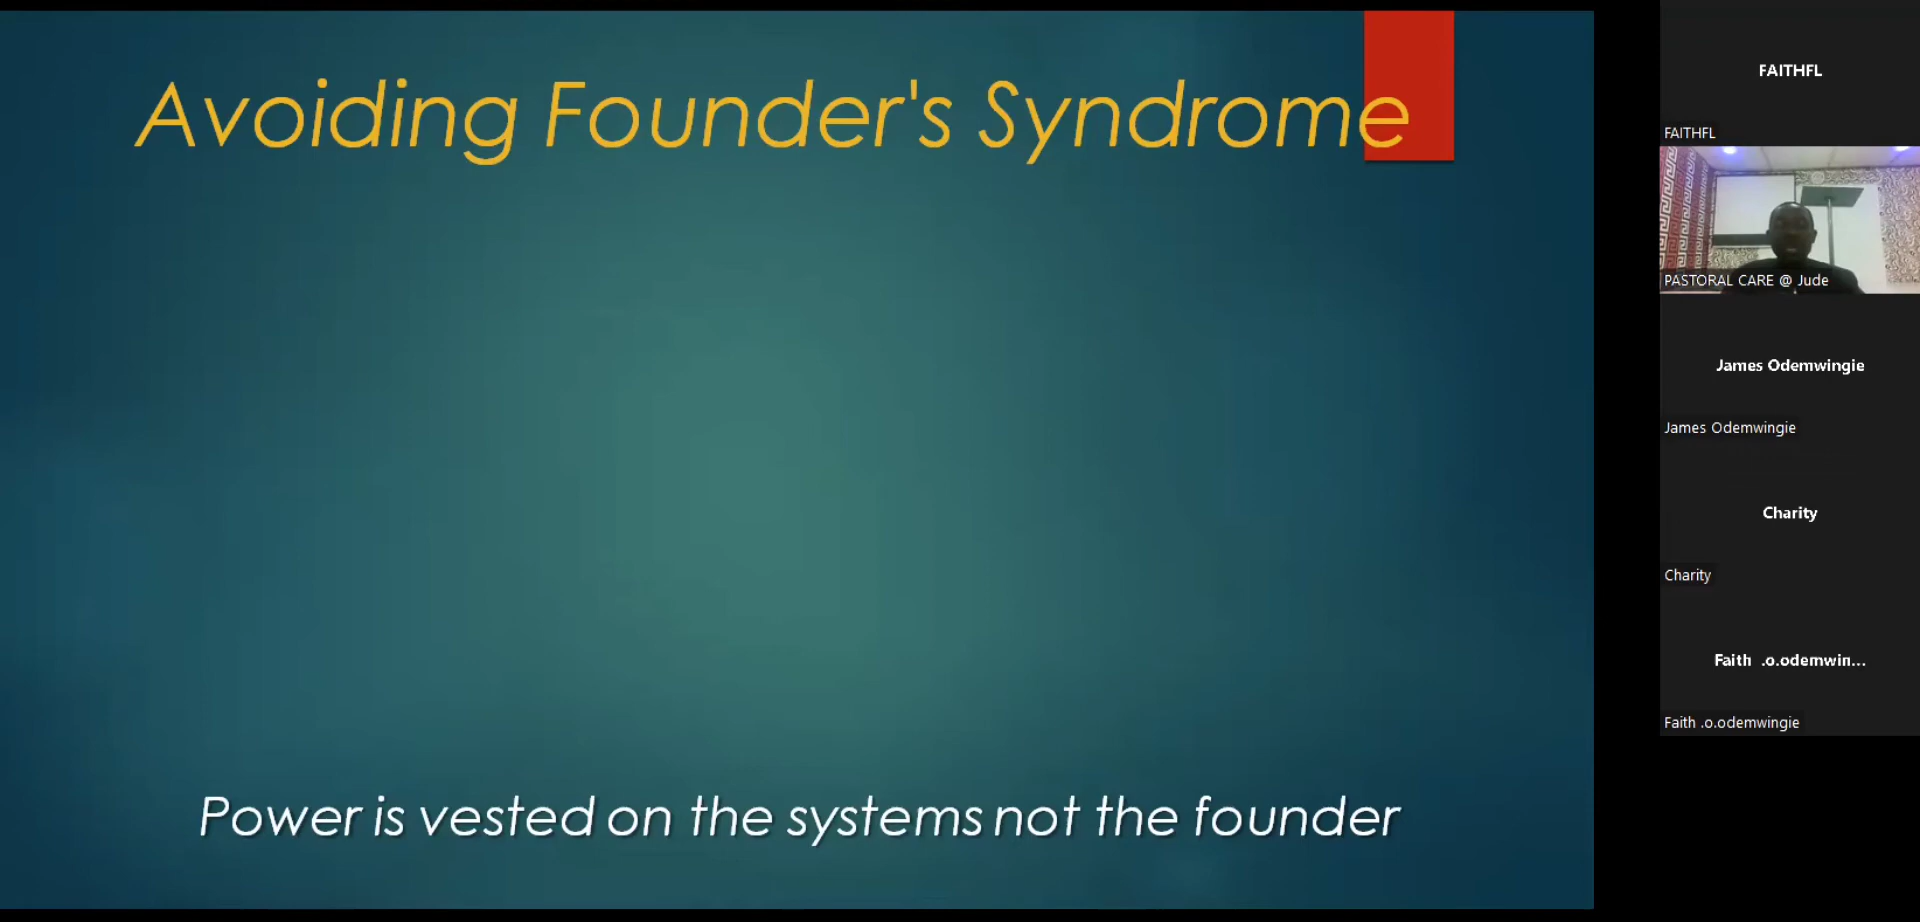 Avoiding Founder's Syndrome
Power is vested on the systems not the founder
FAITHFL
FAITHFL
PASTORAL CARE @ Jude
James Odemwingie
James Odemwingie
Charity
Charity
Faith .o.odemwin...
Faith .o.odemwingie